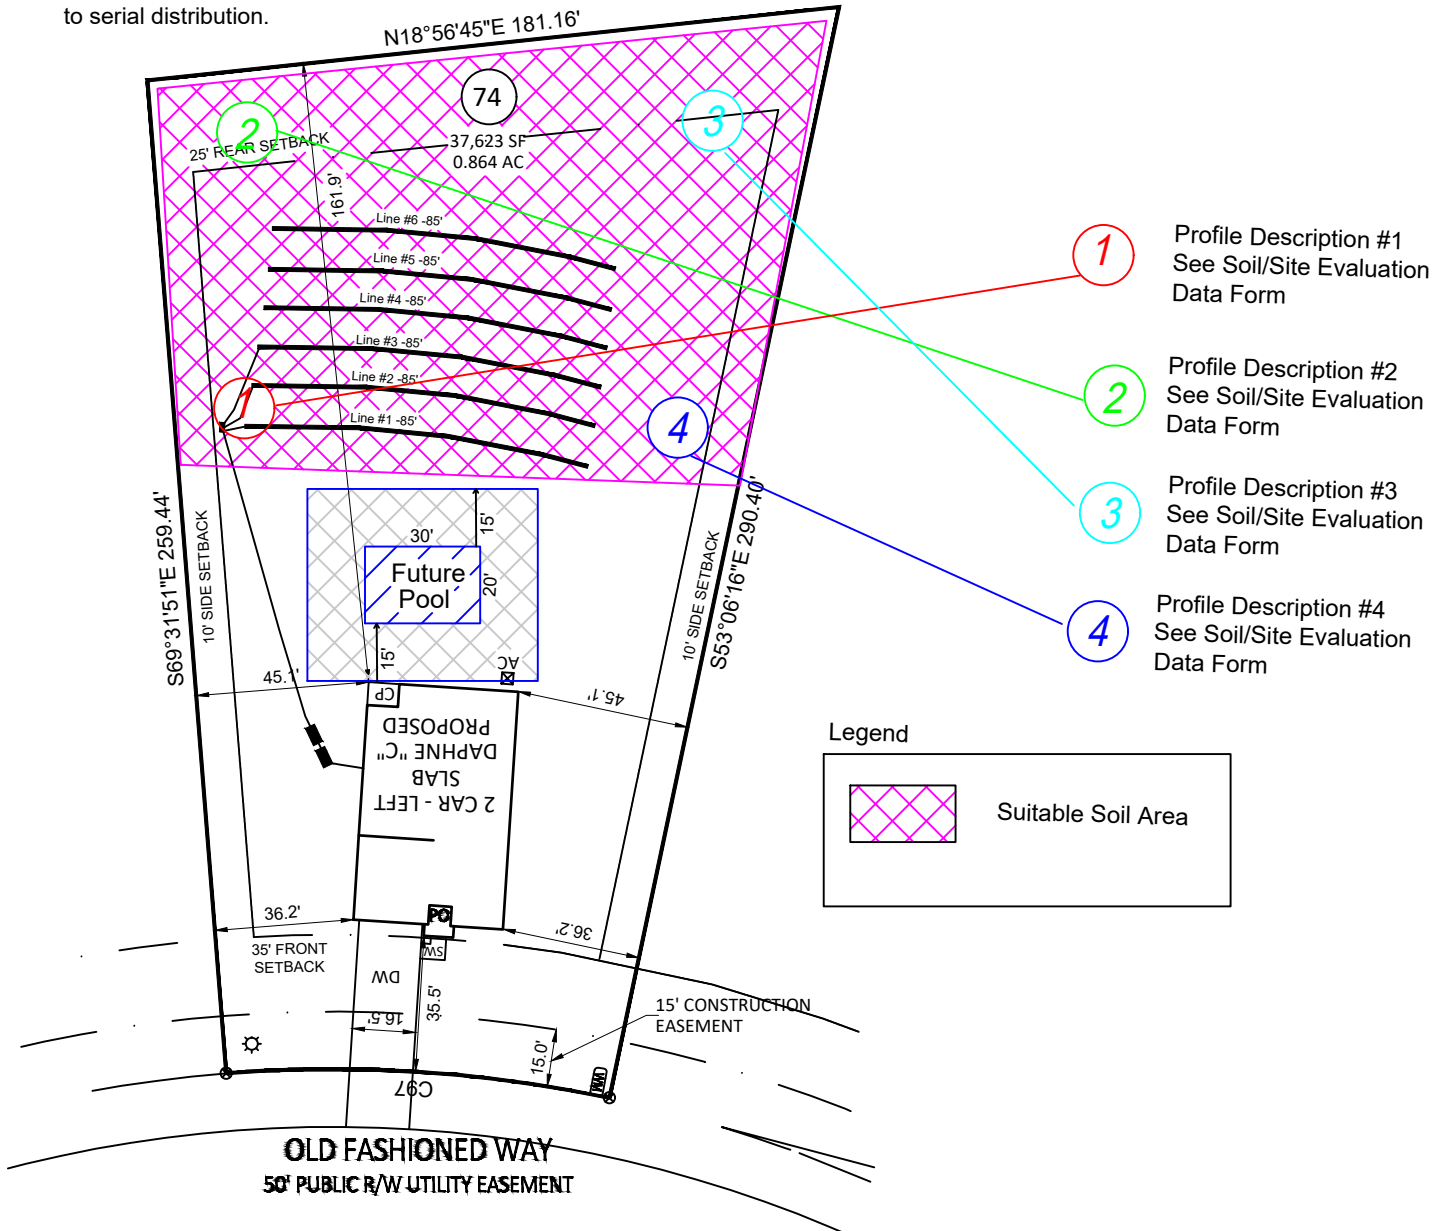 to serial distribution.
N18°56'45"E 181.16'
74
37,623 SF
0.864 AC
2
3
25' REAR SETBACK
161.9'
Line #6 -85'
Line #5 -85'
Line #4 -85'
Line #3 -85'
Line #2 -85'
Line #1 -85'
1
4
1
Profile Description #1
See Soil/Site Evaluation
Data Form
2
Profile Description #2
See Soil/Site Evaluation
Data Form
3
Profile Description #3
See Soil/Site Evaluation
Data Form
4
Profile Description #4
See Soil/Site Evaluation
Data Form
S69°31'51"E 259.44'
10' SIDE SETBACK
30'
15'
20'
Future
Pool
15'
10' SIDE SETBACK
S53°06'16"E 290.40'
45.1'
45.1'
AC
CP
PROPOSED
DAPHNE "C"
SLAB
2 CAR - LEFT
Legend
Suitable Soil Area
36.2'
36.2'
PO
SW
35' FRONT
SETBACK
DW
35.5'
16.5'
15.0'
15' CONSTRUCTION
EASEMENT
WM
C97
OLD FASHIONED WAY
50' PUBLIC R/W UTILITY EASEMENT